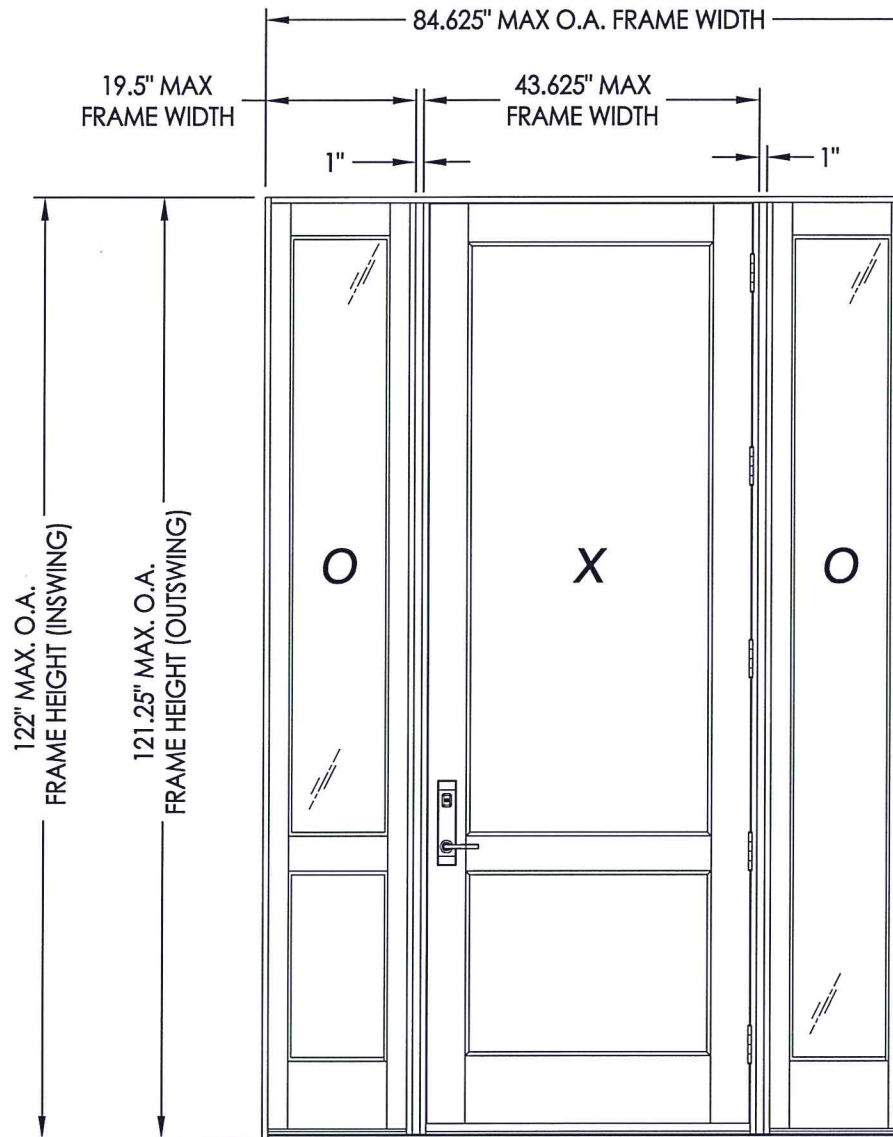 84.625" MAX O.A. FRAME WIDTH
19.5" MAX
FRAME WIDTH
43.625" MAX
FRAME WIDTH
1"
1"
122" MAX. O.A.
FRAME HEIGHT (INSWING)
121.25" MAX. O.A.
FRAME HEIGHT (OUTSWING)
O
X
O